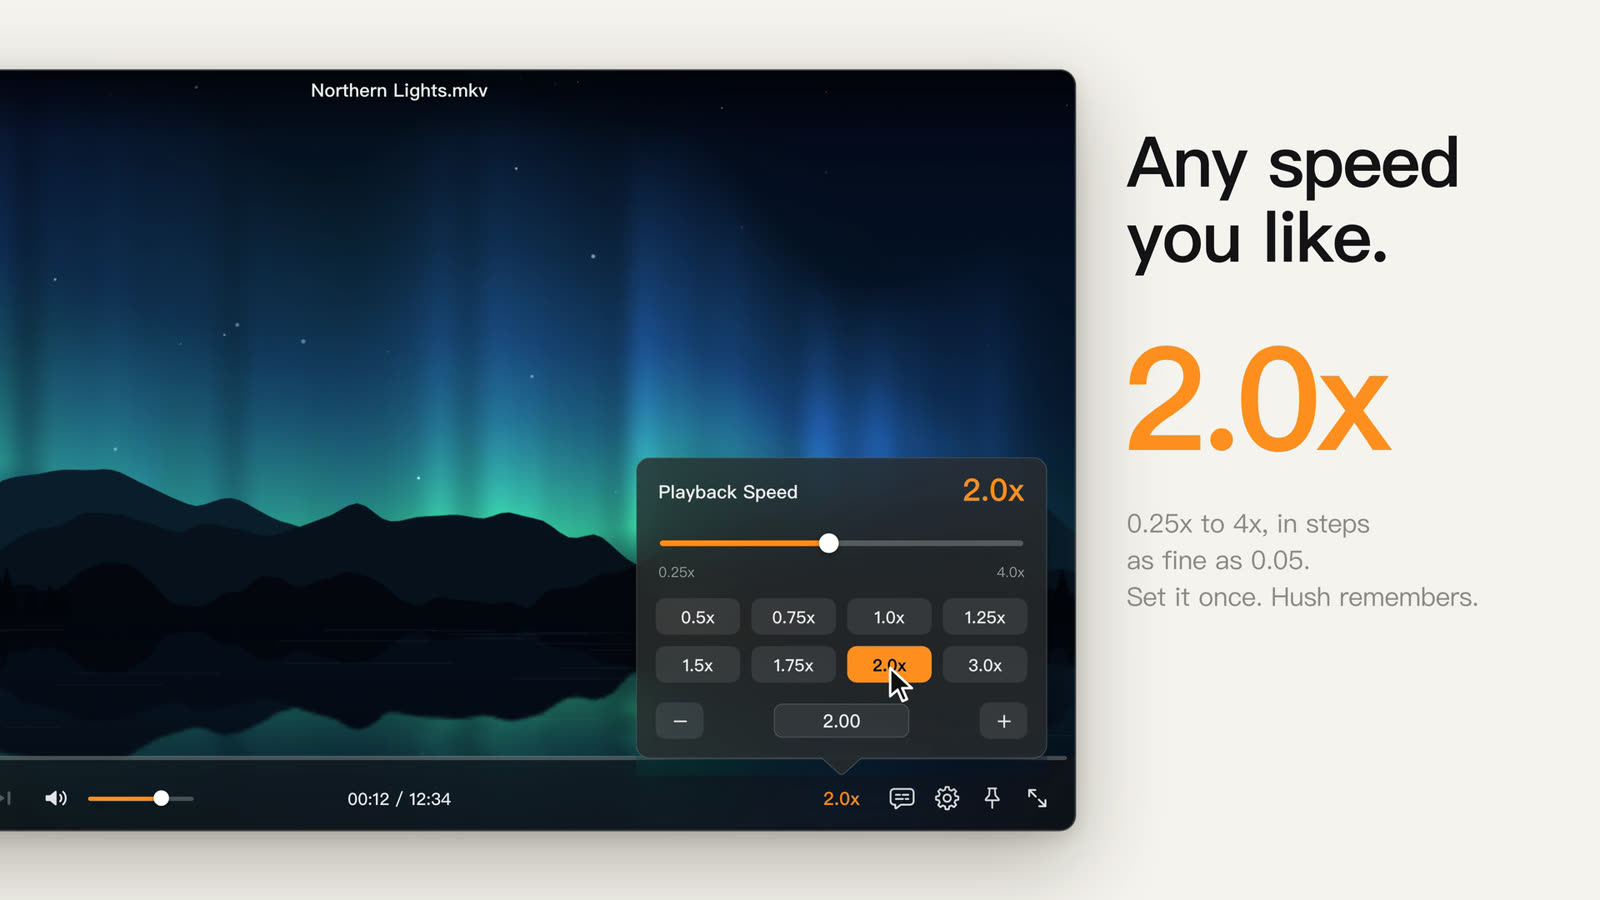 Northern Lights.mkv
Any speed
you like.
2.0x
0.25x to 4x, in steps
as fine as 0.05.
Set it once. Hush remembers.
Playback Speed
2.0x
0.25x
4.0x
0.5x
0.75x
1.0x
1.25x
1.5x
1.75x
2.0x
3.0x
2.00
00:12 / 12:34
2.0x